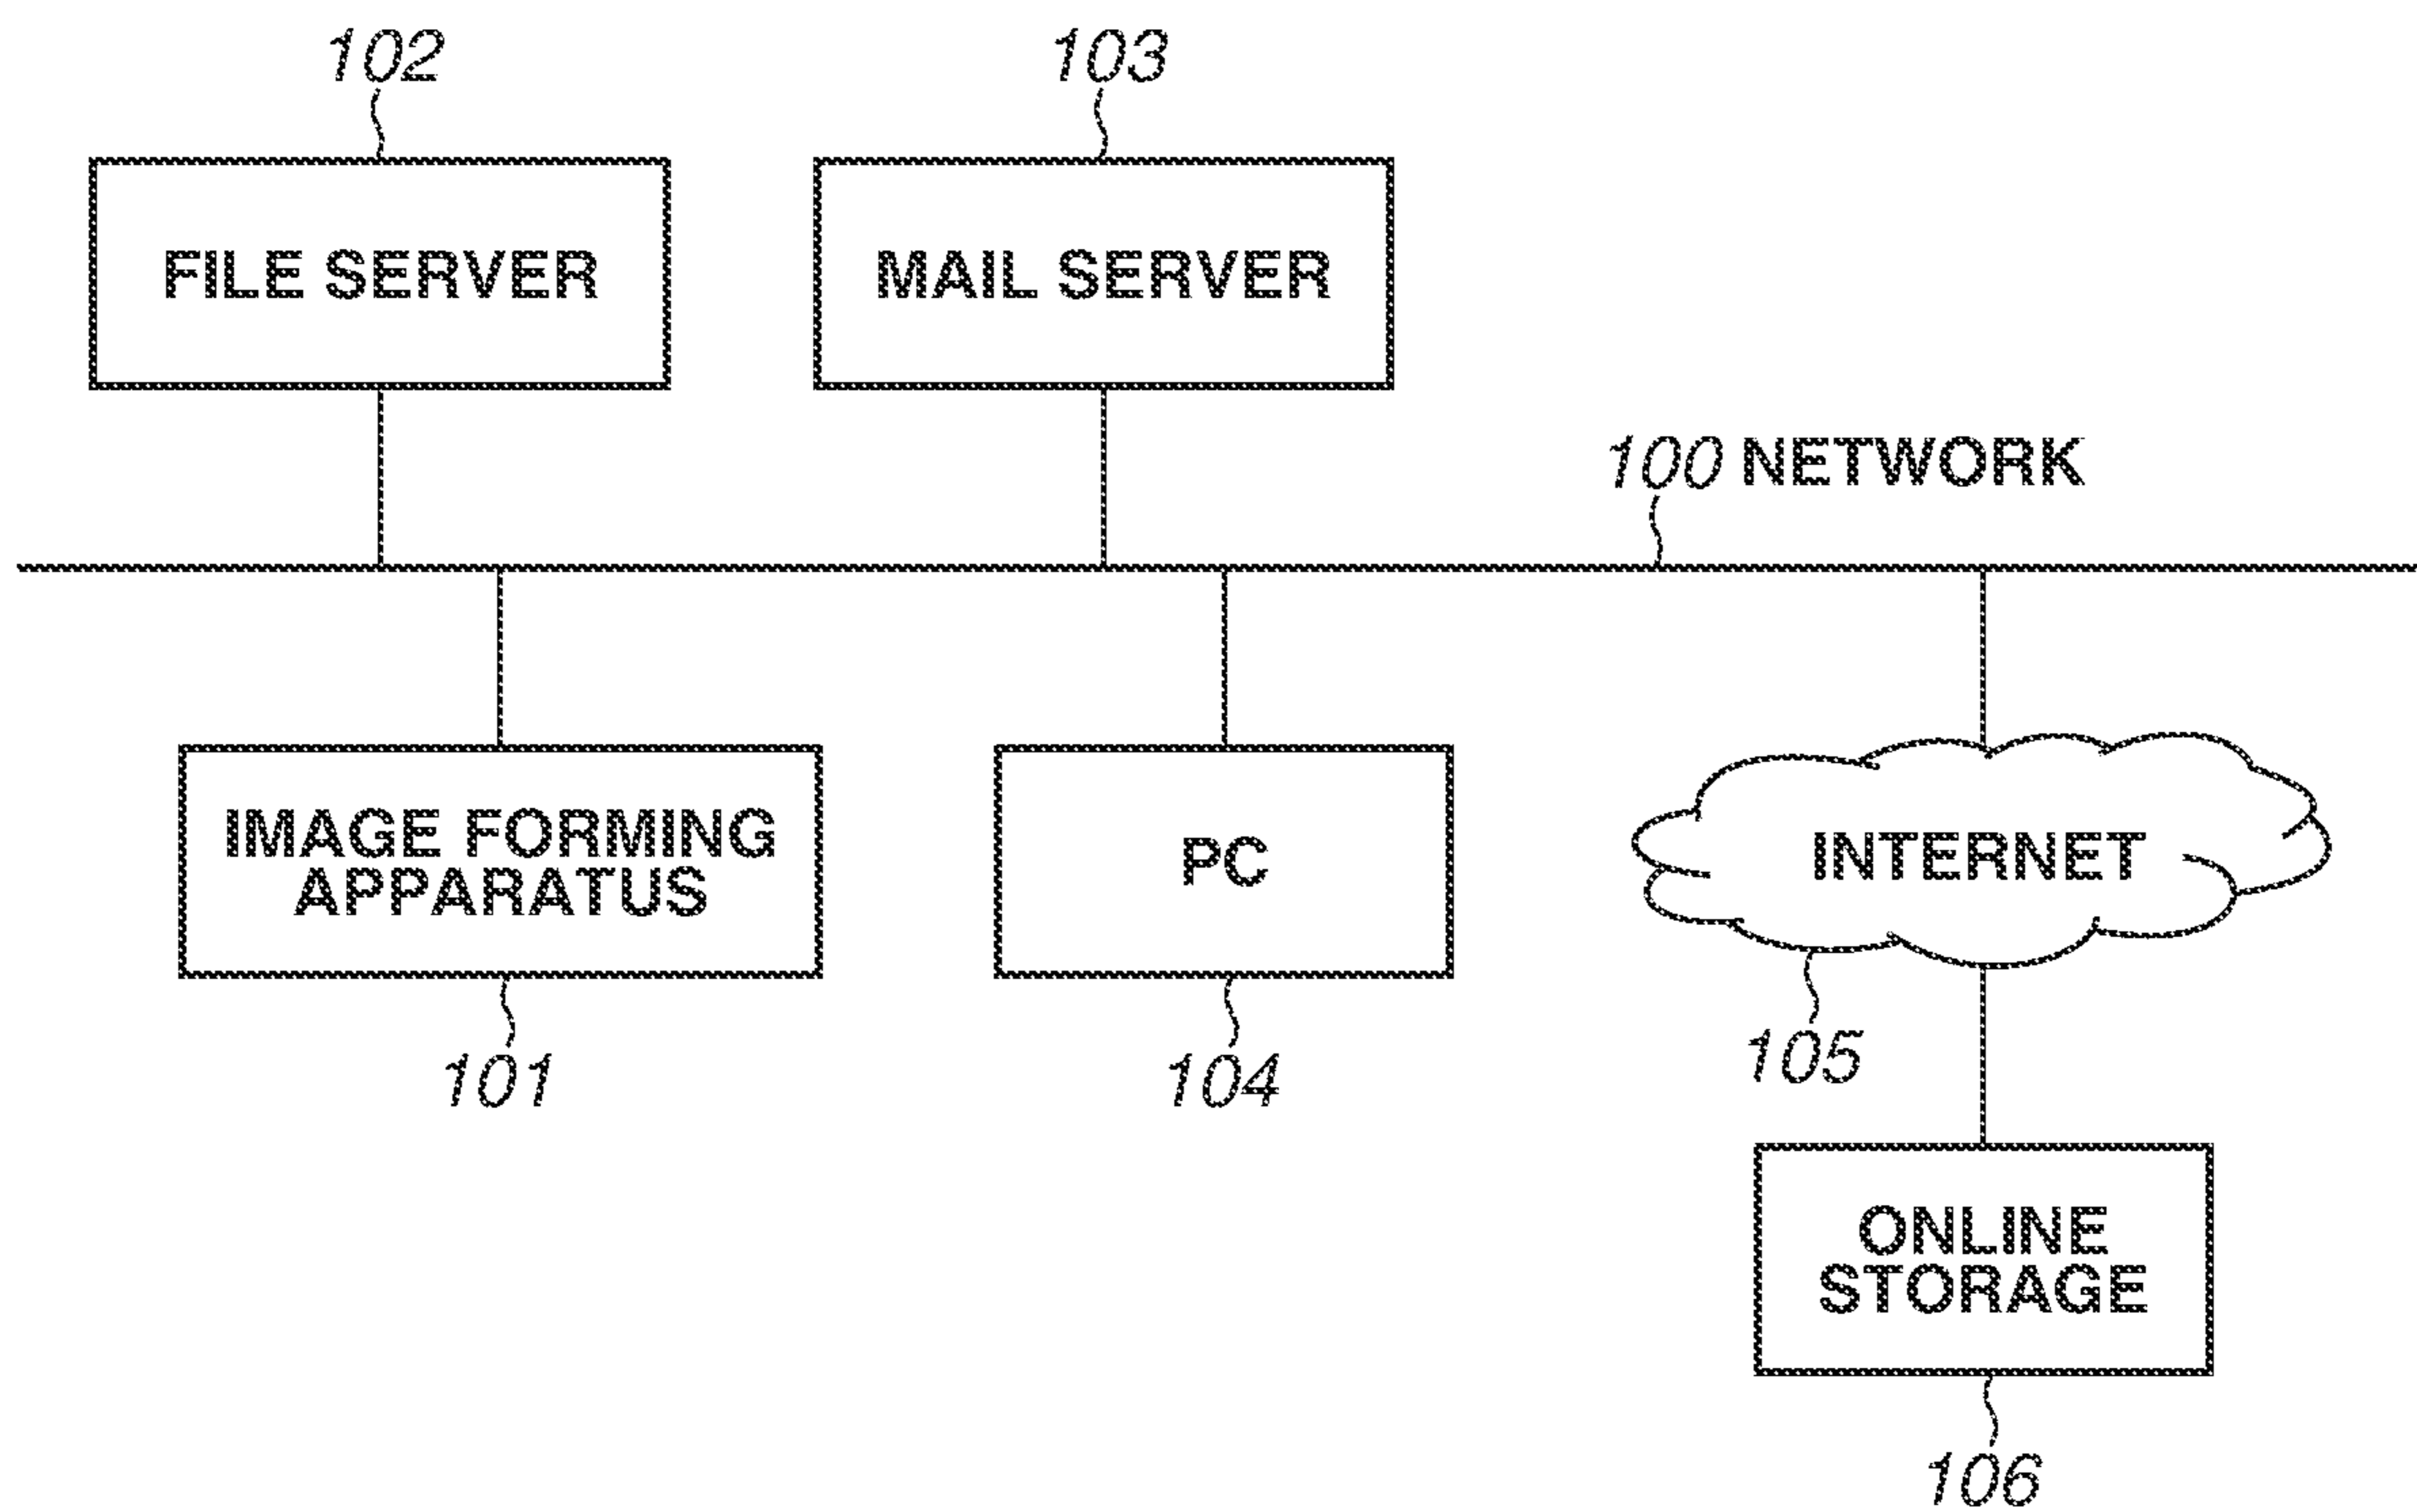 102
103
FILE SERVER
MAIL SERVER
100 NETWORK
IMAGE FORMING
APPARATUS
PC
INTERNET
101
104
105
ONLINE
STORAGE
106